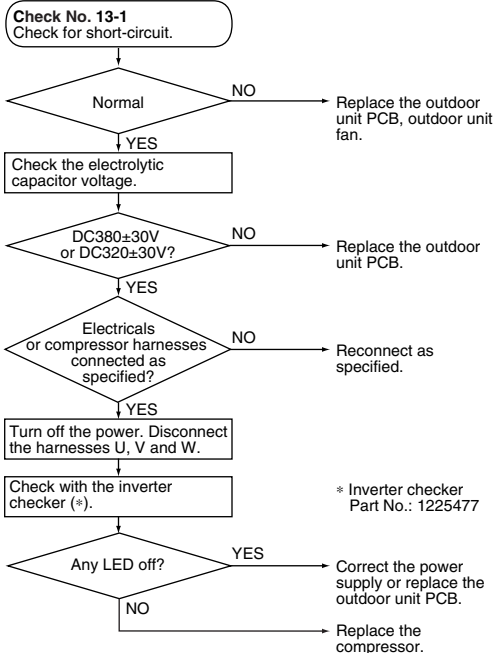 Check No. 13-1
Check for short-circuit.
Normal
NO
Replace the outdoor
unit PCB, outdoor unit
fan.
YES
Check the electrolytic
capacitor voltage.
DC380±30V
or DC320±30V?
NO
Replace the outdoor
unit PCB.
YES
Electricals
or compressor harnesses
connected as
specified?
NO
Reconnect as
specified.
YES
Turn off the power. Disconnect
the harnesses U, V and W.
Check with the inverter
checker (*).
* Inverter checker
Part No.: 1225477
Any LED off?
YES
Correct the power
supply or replace the
outdoor unit PCB.
NO
Replace the
compressor.